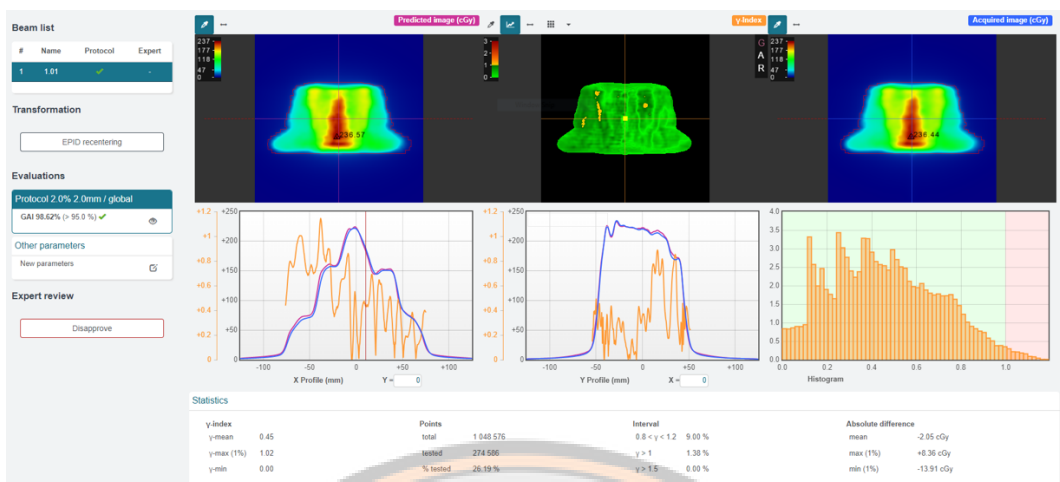 Beam list
# Name Protocol Expert
1 1.01 -
Transformation
EPID recentering
Evaluations
Protocol 2.0% 2.0mm / global
GAI 98.62% (> 95.0 %)
Other parameters
New parameters
Expert review
Disapprove
Predicted image (cGy)
237
177
118
47
0
236.57
γ-index
3
2
1
0
G
A
R
Acquired image (cGy)
237
177
118
47
0
236.44
+1.2 +250
+1 +200
+0.8 +150
+0.6 +100
+0.4 +50
+0.2
0 0
-100 -50 0 +50 +100
X Profile (mm) Y = 0
+1.2 +250
+1 +200
+0.8 +150
+0.6 +100
+0.4 +50
+0.2
0 0
-100 -50 0 +50 +100
Y Profile (mm) X = 0
4.0
3.5
3.0
2.5
2.0
1.5
1.0
0.5
0.0
0.0 0.2 0.4 0.6 0.8 1.0
Histogram
Statistics
γ-index Points Interval Absolute difference
γ-mean 0.45 total 1 048 576 0.8 < γ < 1.2 9.00 % mean -2.05 cGy
γ-max (1%) 1.02 tested 274 586 γ > 1 1.38 % max (1%) +8.36 cGy
γ-min 0.00 % tested 26.19 % γ > 1.5 0.00 % min (1%) -13.91 cGy